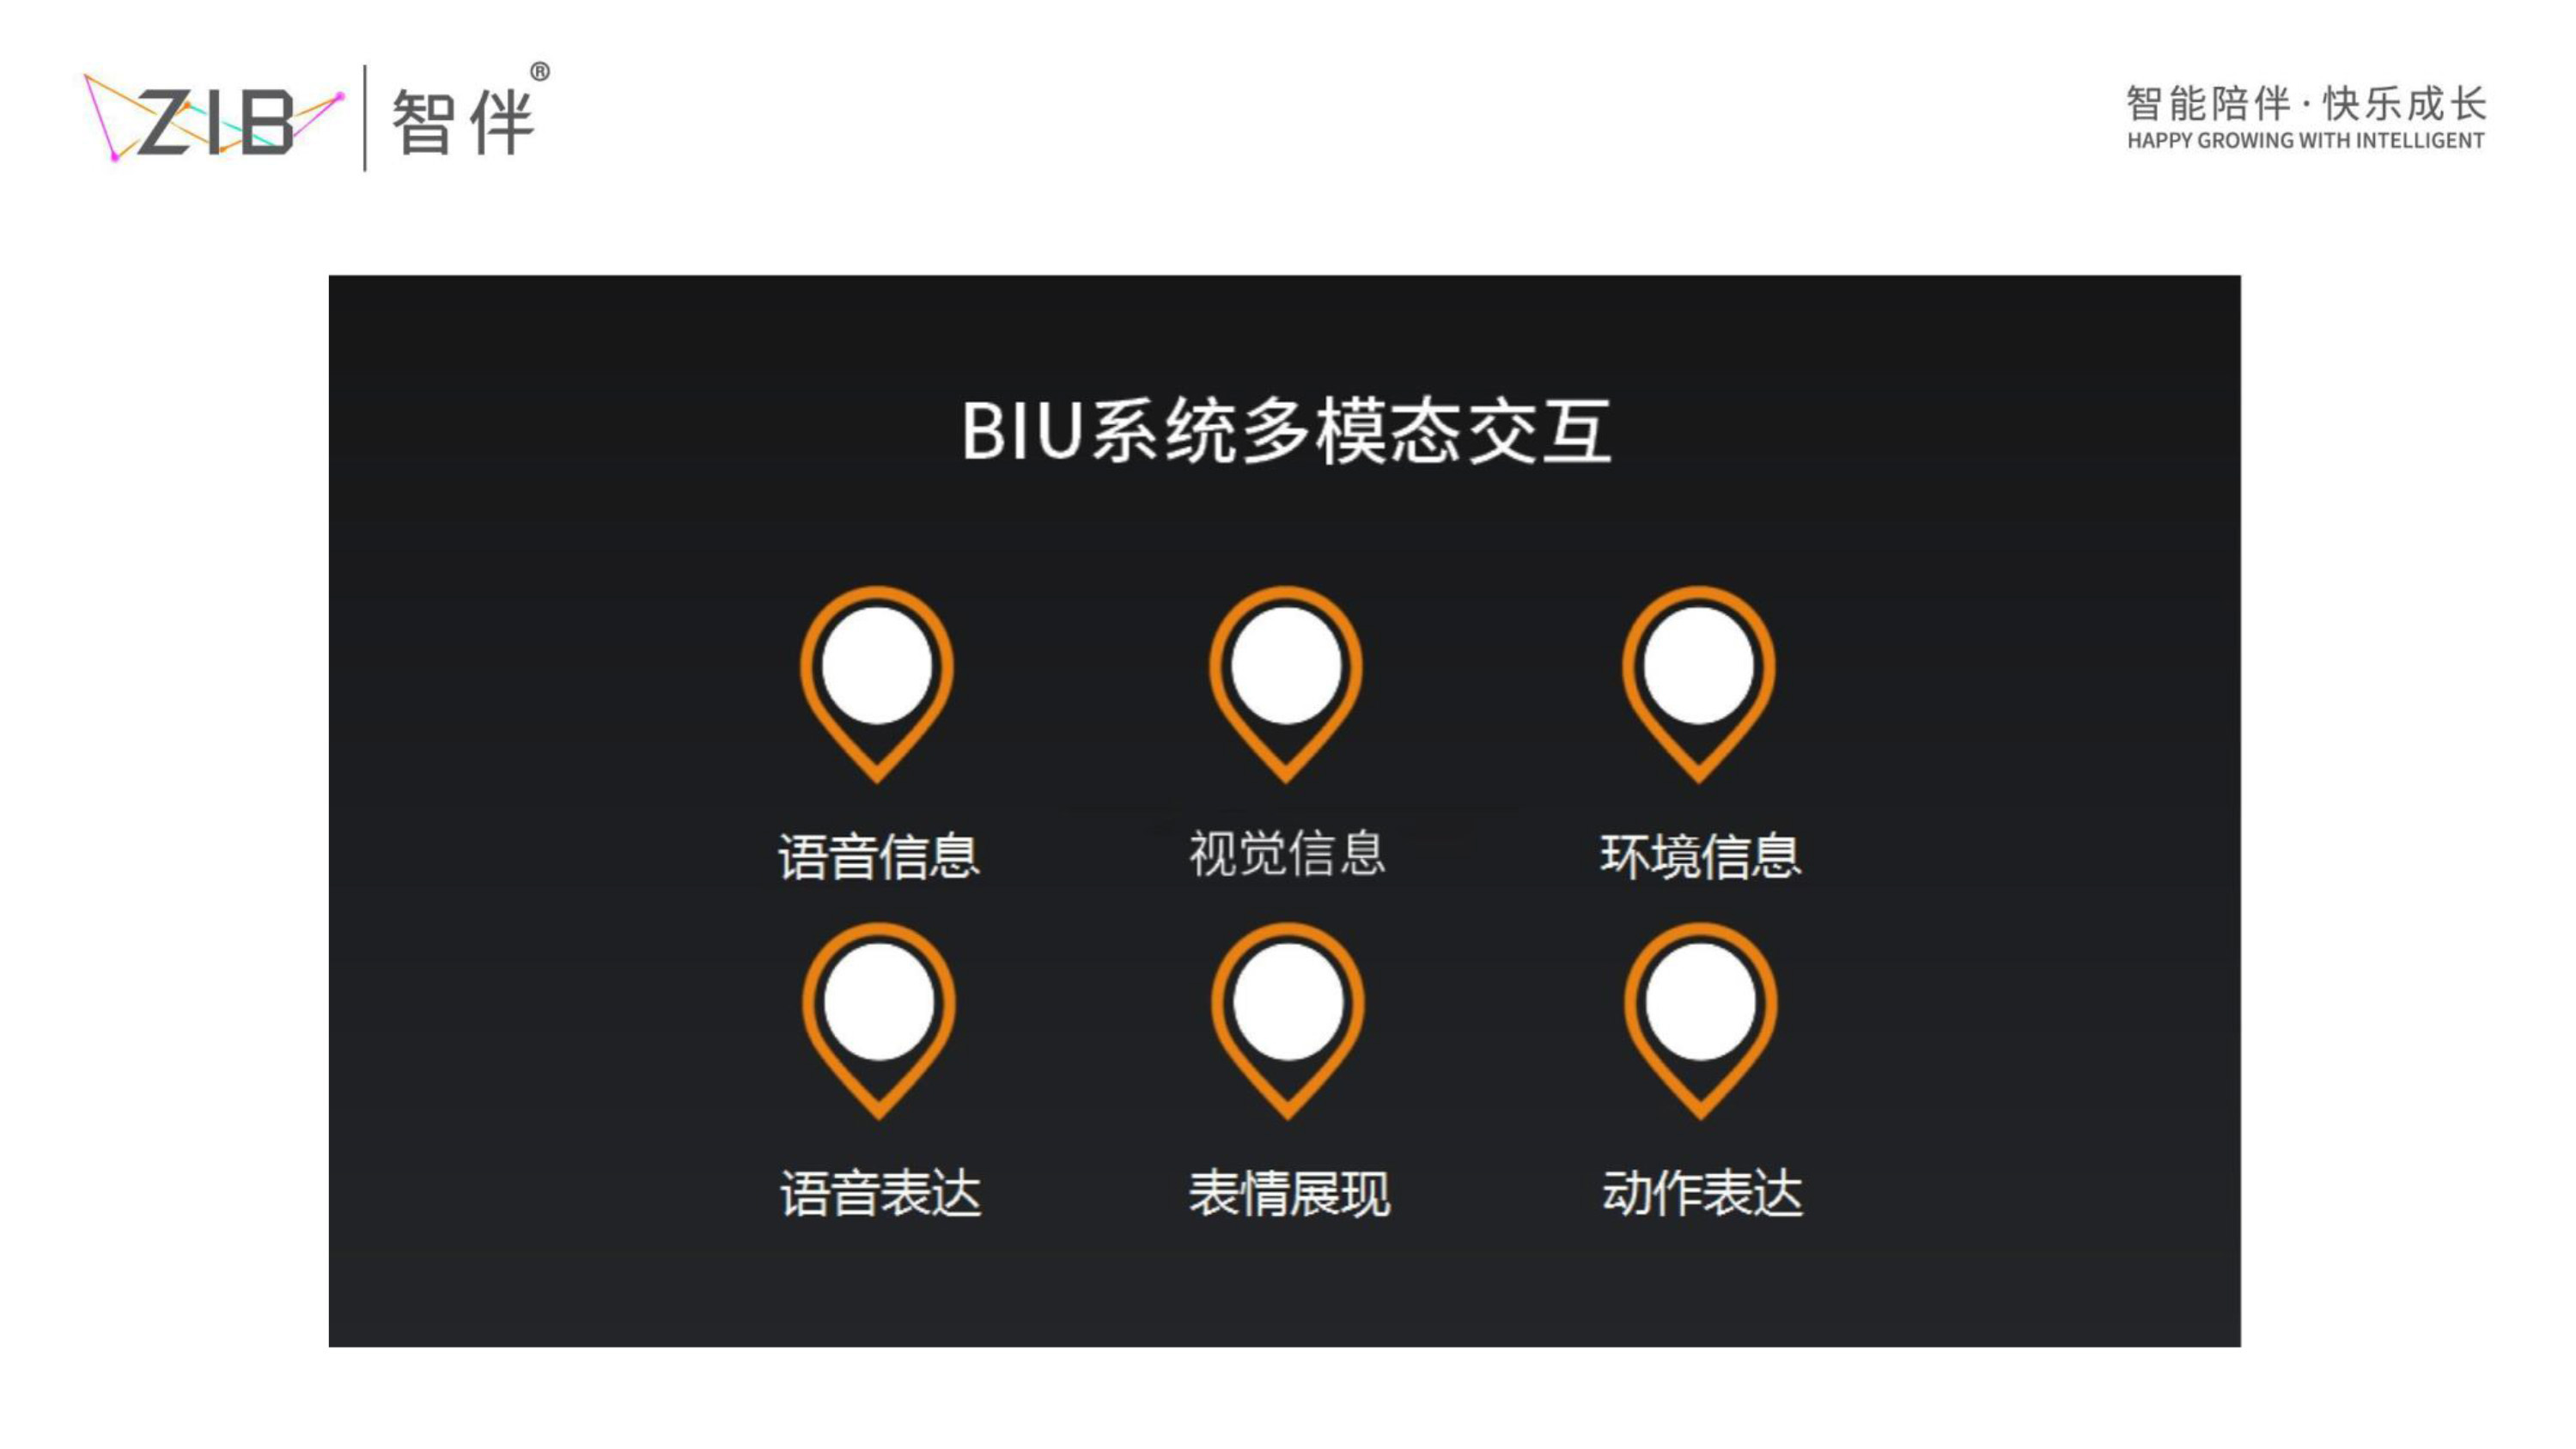 ZIB 智伴®
智能陪伴·快乐成长
HAPPY GROWING WITH INTELLIGENT
BIU系统多模态交互
语音信息 视觉信息 环境信息
语音表达 表情展现 动作表达